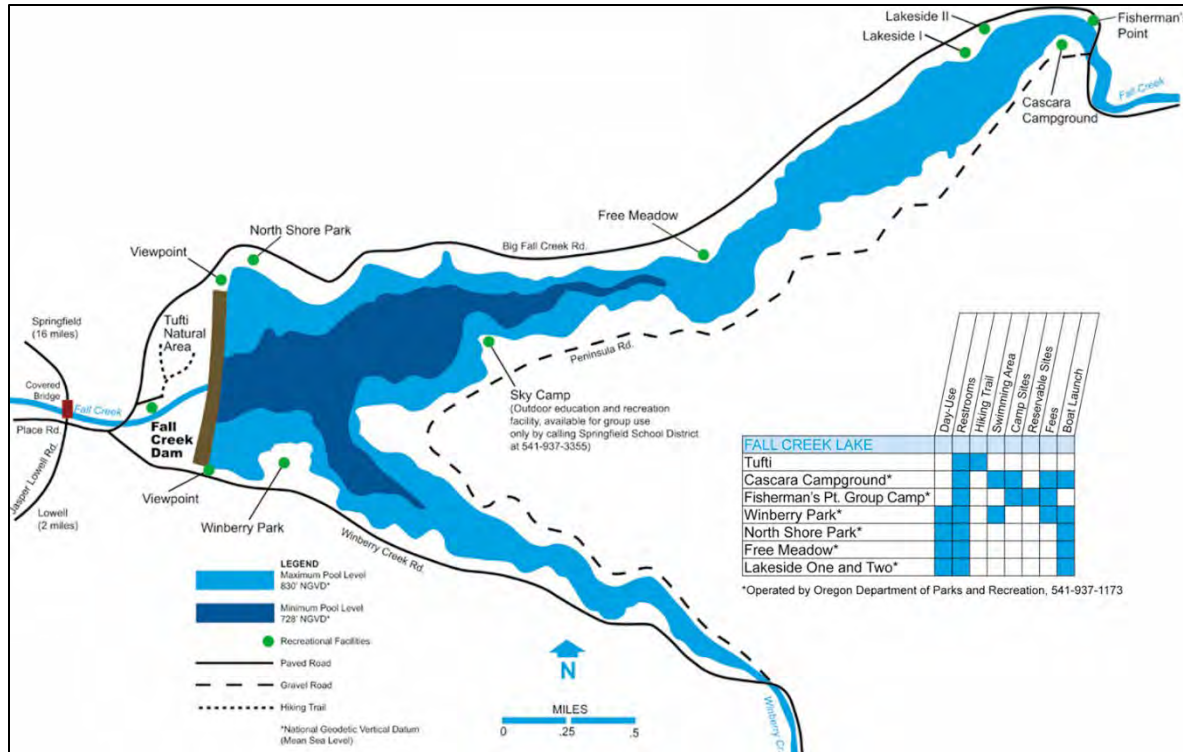 Lakeside II
Lakeside I
Fisherman's
Point
Cascara
Campground
Fall Creek
Free Meadow
North Shore Park
Big Fall Creek Rd.
Viewpoint
Tufti
Natural
Area
Springfield
(16 miles)
Covered
Bridge
Fall Creek
Place Rd.
Fall
Creek
Dam
Jasper Lowell Rd.
Lowell
(2 miles)
Viewpoint
Winberry Park
Winberry Creek Rd.
Peninsula Rd.
Sky Camp
(Outdoor education and recreation
facility, available for group use
only by calling Springfield School District
at 541-937-3355)
Day-Use
Restrooms
Hiking Trail
Swimming Area
Camp Sites
Reservable Sites
Fees
Boat Launch
FALL CREEK LAKE
Tufti
Cascara Campground*
Fisherman's Pt. Group Camp*
Winberry Park*
North Shore Park*
Free Meadow*
Lakeside One and Two*
*Operated by Oregon Department of Parks and Recreation, 541-937-1173
LEGEND
Maximum Pool Level
830' NGVD*
Minimum Pool Level
728' NGVD*
Recreational Facilities
Paved Road
Gravel Road
Hiking Trail
*National Geodetic Vertical Datum
(Mean Sea Level)
N
MILES
0 .25 .5
Winberry